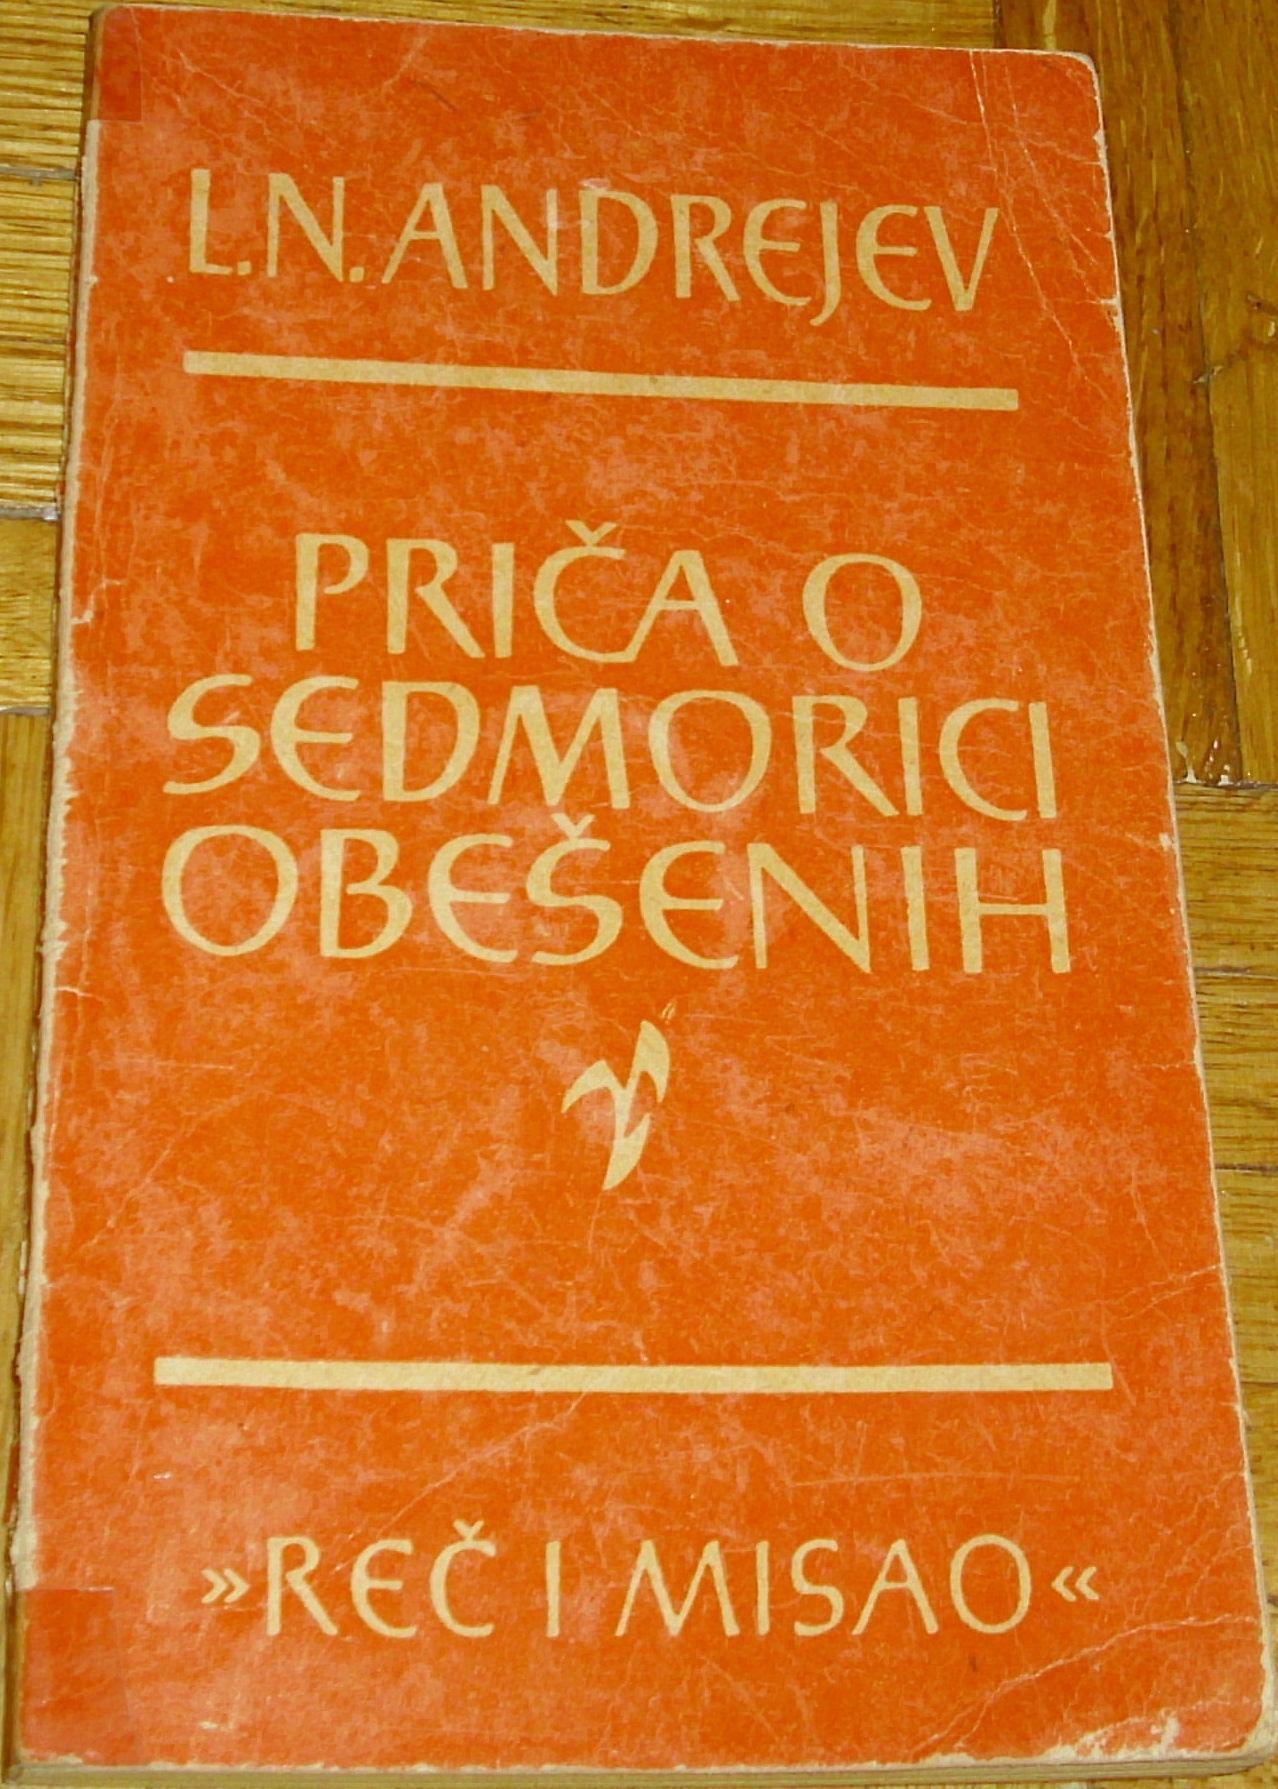 L.N. ANDREJEV
PRIČA O
SEDMORICI
OBEŠENIH
»REČ I MISAO«